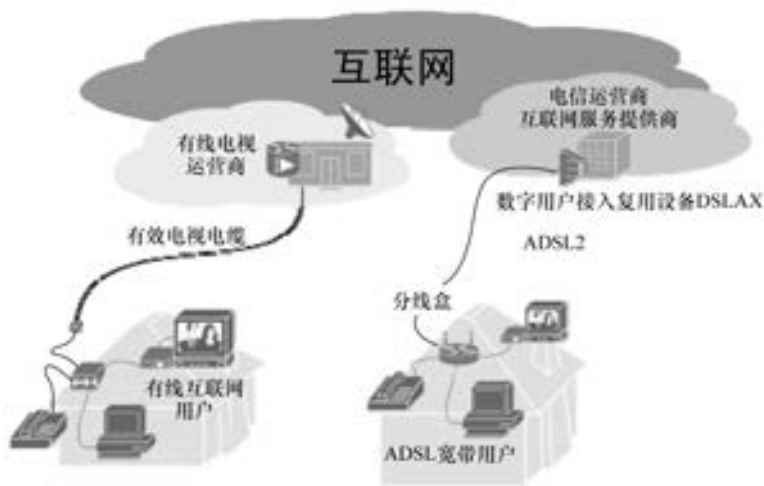 互联网
有线电视
运营商
电信运营商
互联网服务提供商
数字用户接入复用设备DSLAX
有效电视电缆
ADSL2
分线盒
有线互联网
用户
ADSL宽带用户